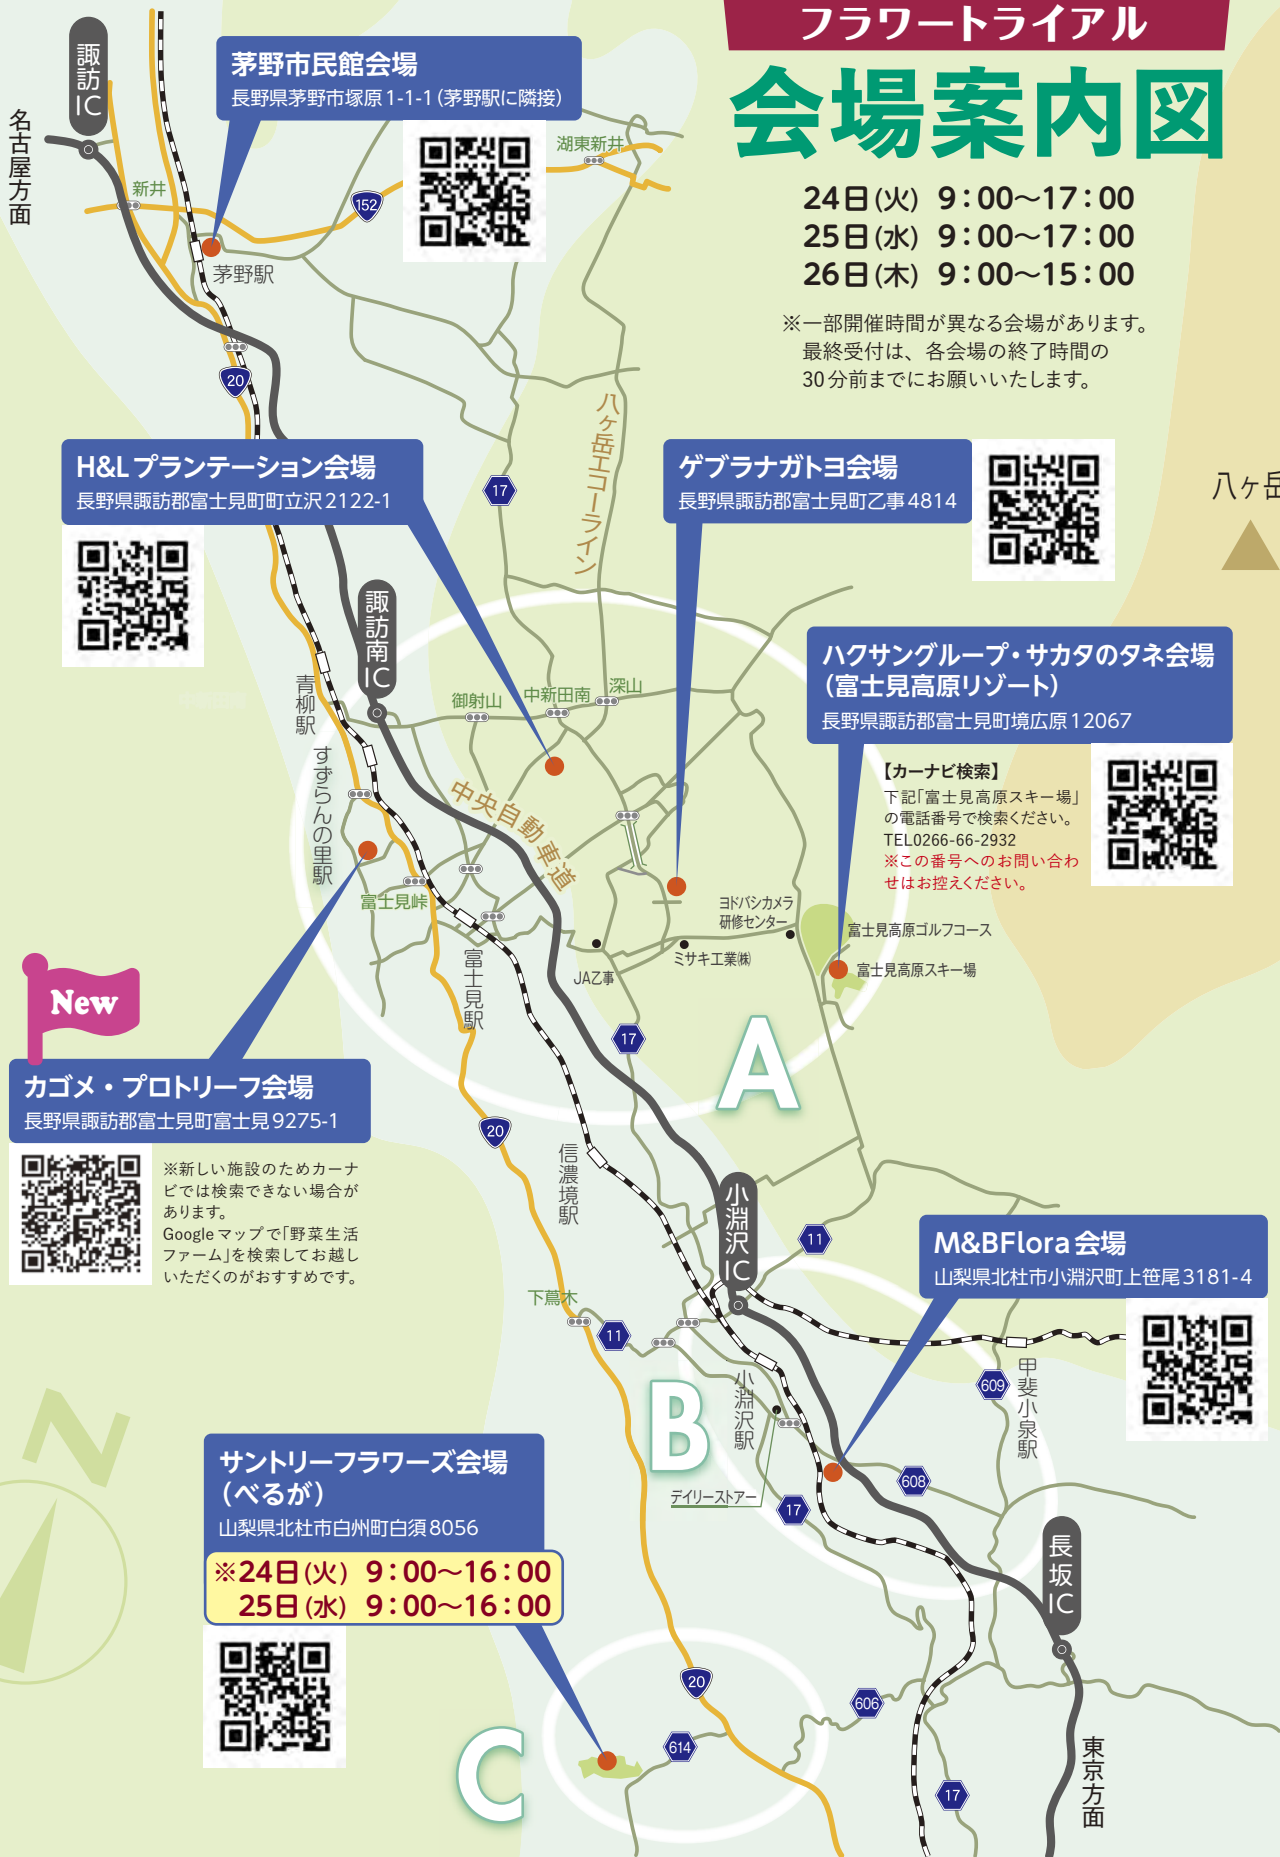 フラワートライアル
会場案内図
24日(火) 9:00〜17:00
25日(水) 9:00〜17:00
26日(木) 9:00〜15:00
※一部開催時間が異なる会場があります。
最終受付は、各会場の終了時間の
30分前までにお願いいたします。
諏訪IC
名古屋方面
茅野市民館会場
長野県茅野市塚原1-1-1(茅野駅に隣接)
湖東新井
新井
152
茅野駅
20
八ヶ岳エコーライン
八ヶ岳
H&Lプランテーション会場
長野県諏訪郡富士見町町立沢2122-1
17
ゲブラナガトヨ会場
長野県諏訪郡富士見町乙事4814
諏訪南IC
ハクサングループ・サカタのタネ会場
(富士見高原リゾート)
長野県諏訪郡富士見町境広原12067
【カーナビ検索】
下記「富士見高原スキー場」
の電話番号で検索ください。
TEL0266-66-2932
※この番号へのお問い合わ
せはお控えください。
青柳駅
御射山
中新田南
深山
すずらんの里駅
中央自動車道
富士見峠
ヨドバシカメラ
研修センター
富士見高原ゴルフコース
ミサキ工業㈱
富士見高原スキー場
JA乙事
富士見駅
New
カゴメ・プロトリーフ会場
長野県諏訪郡富士見町富士見9275-1
※新しい施設のためカーナ
ビでは検索できない場合が
あります。
Googleマップで「野菜生活
ファーム」を検索してお越し
いただくのがおすすめです。
17
A
20
信濃境駅
小淵沢IC
11
M&BFlora会場
山梨県北杜市小淵沢町上笹尾3181-4
下蔦木
11
B
小淵沢駅
609
甲斐小泉駅
N
サントリーフラワーズ会場
(べるが)
山梨県北杜市白州町白須8056
※24日(火) 9:00〜16:00
25日(水) 9:00〜16:00
デイリーストアー
608
17
長坂IC
20
606
614
C
17
東京方面